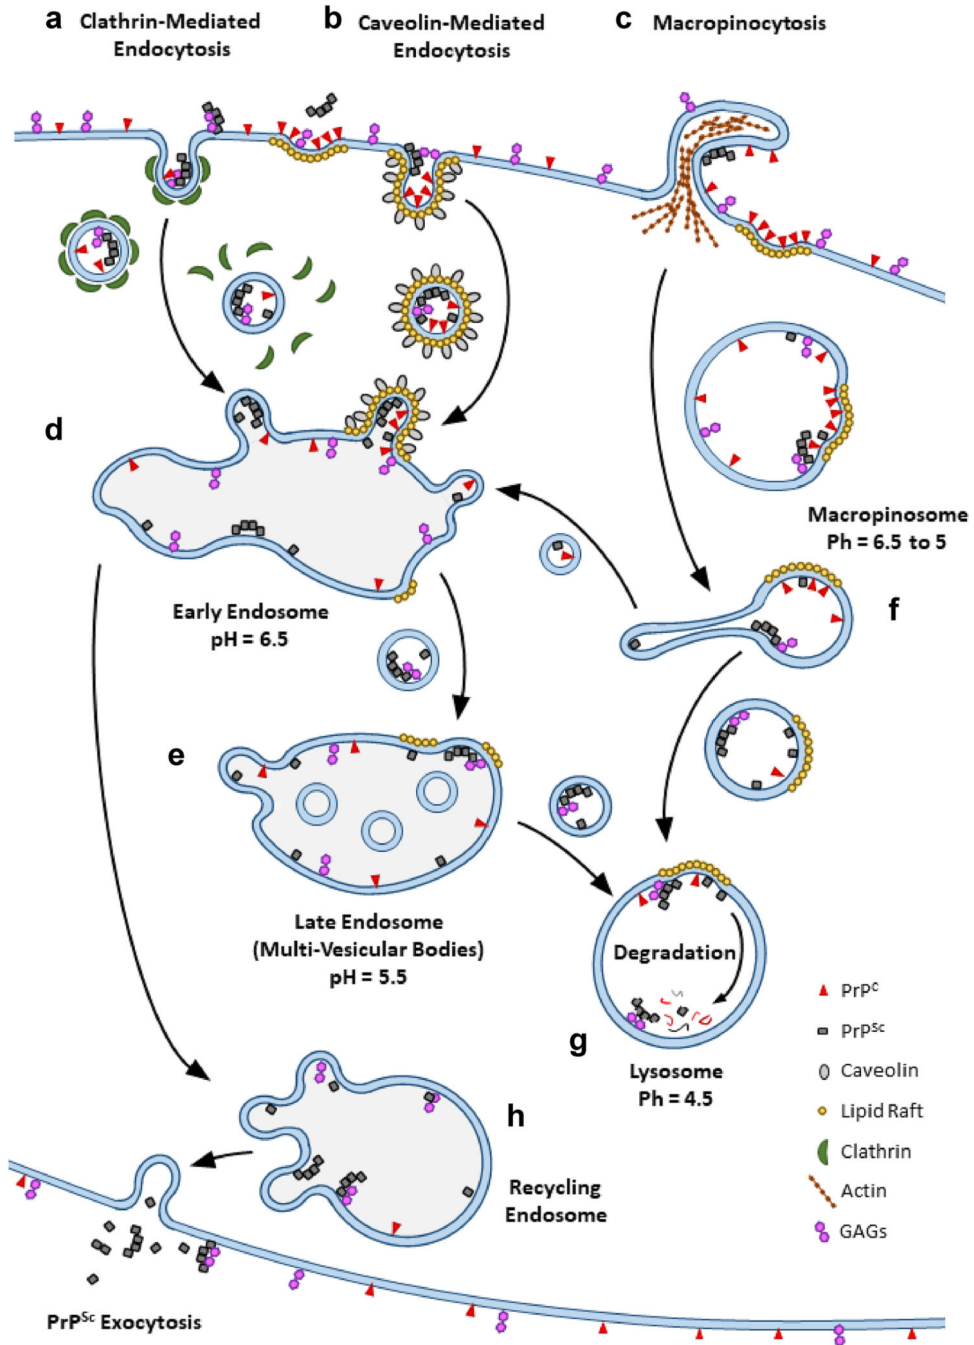 a
Clathrin-Mediated
Endocytosis
b
Caveolin-Mediated
Endocytosis
c
Macropinocytosis
d
Early Endosome
pH = 6.5
Macropinosome
Ph = 6.5 to 5
f
e
Late Endosome
(Multi-Vesicular Bodies)
pH = 5.5
Degradation
g
Lysosome
Ph = 4.5
PrPᶜ
PrPˢᶜ
Caveolin
Lipid Raft
Clathrin
Actin
GAGs
h
Recycling
Endosome
PrPˢᶜ Exocytosis